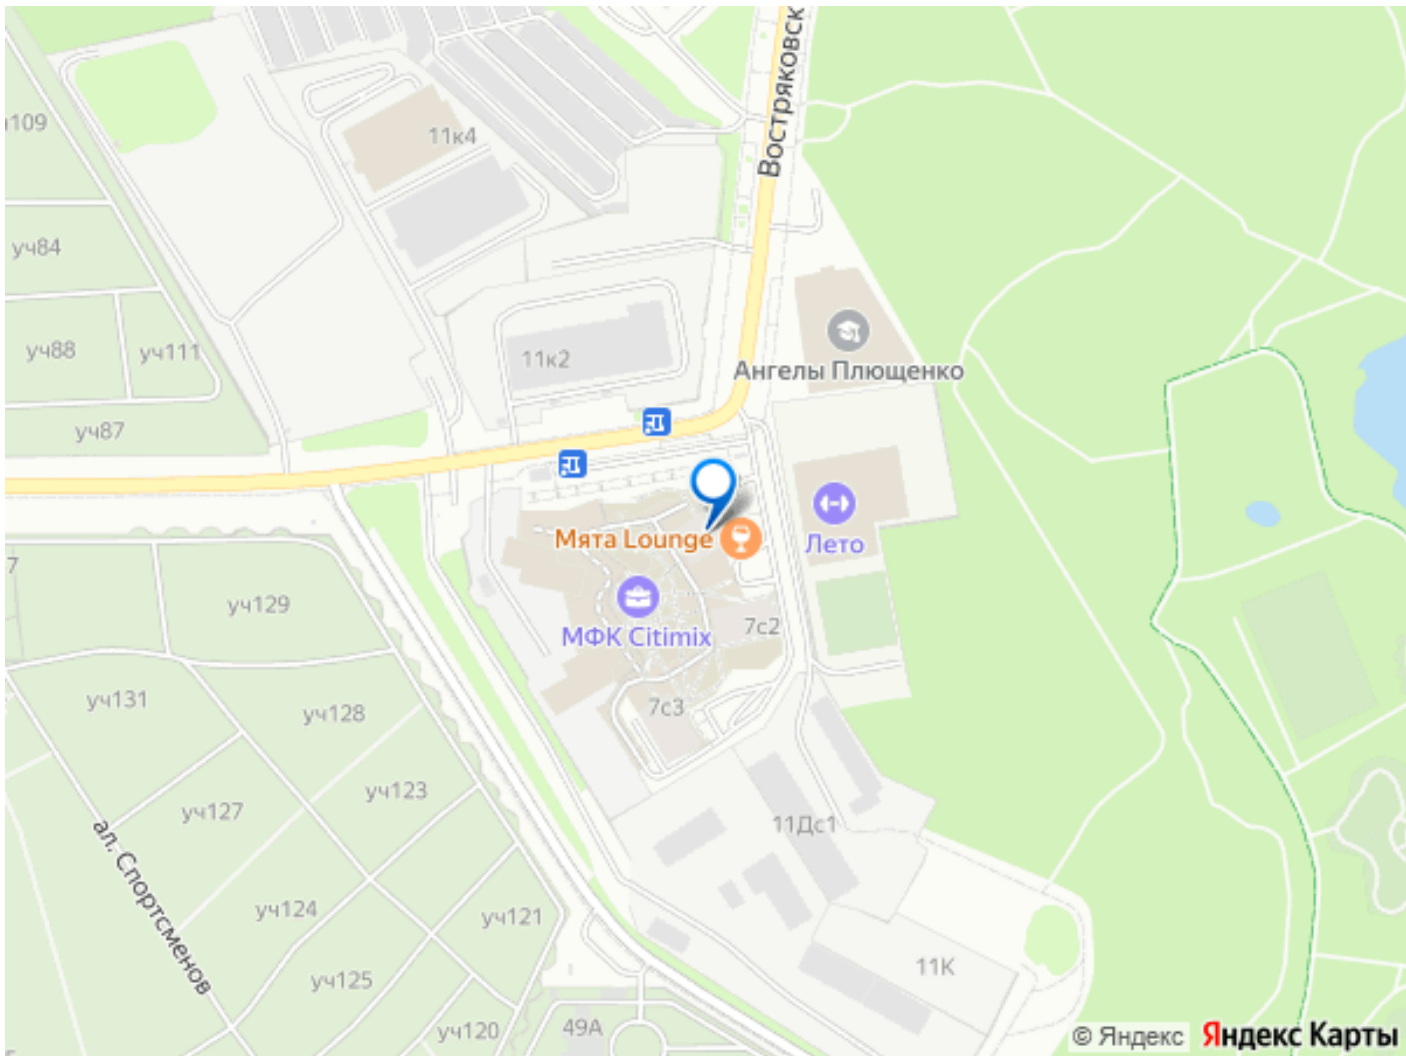 Востряковск
109
11к4
уч84
уч88
уч111
11к2
Ангелы Плющенко
уч87
Мята Lounge
Лето
7
уч129
МФК Citimix
7с2
уч131
уч128
7с3
уч123
уч127
11Дс1
ал. Спортсменов
уч124
уч121
уч125
11К
уч120
49А
© Яндекс
Яндекс Карты